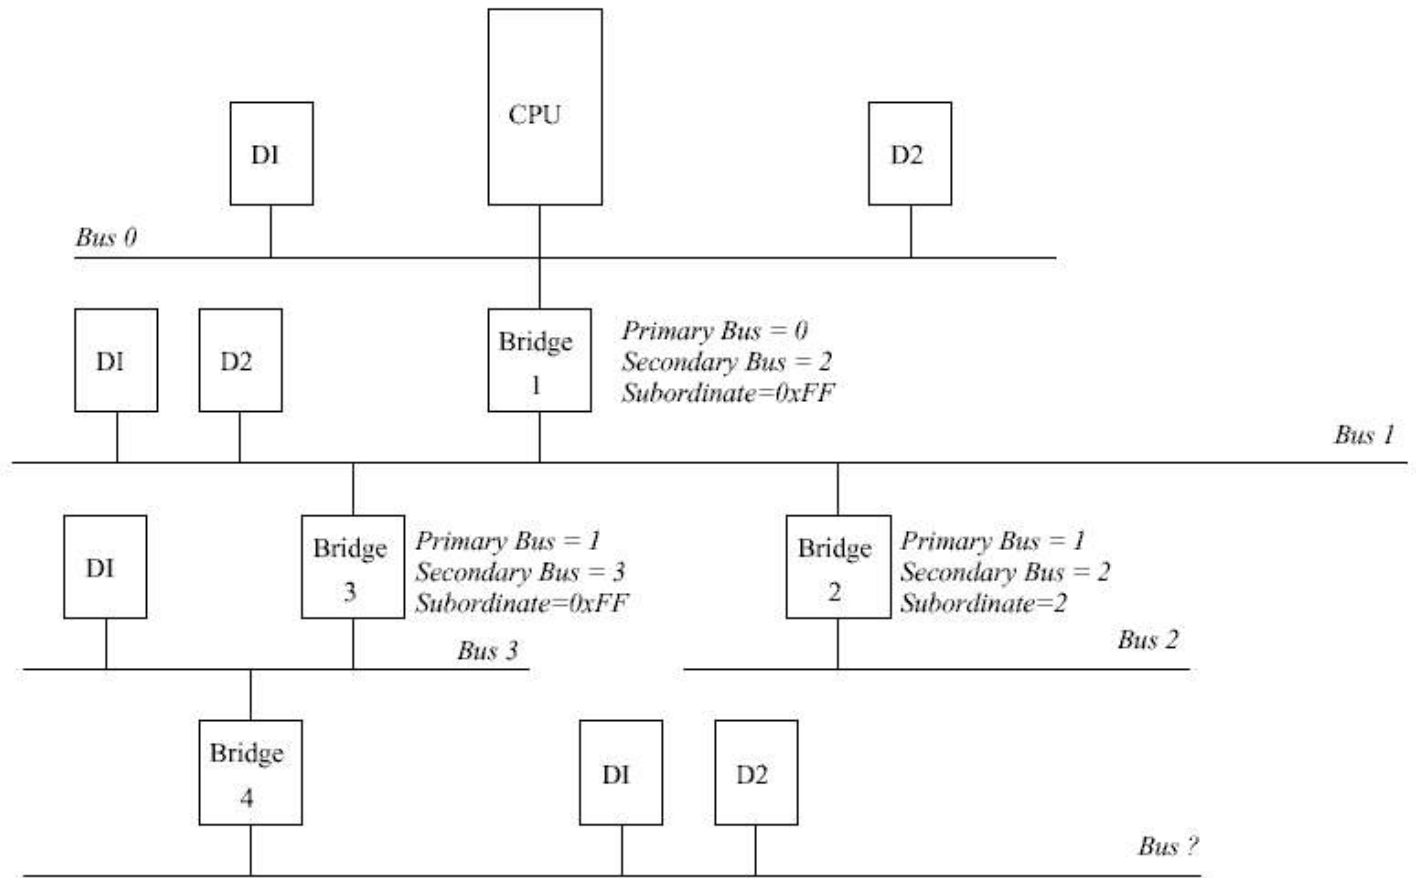 CPU
DI
D2
Bus 0
Bridge
1
Primary Bus = 0
Secondary Bus = 2
Subordinate=0xFF
DI
D2
Bus 1
DI
Bridge
3
Primary Bus = 1
Secondary Bus = 3
Subordinate=0xFF
Bridge
2
Primary Bus = 1
Secondary Bus = 2
Subordinate=2
Bus 3
Bus 2
Bridge
4
DI
D2
Bus ?